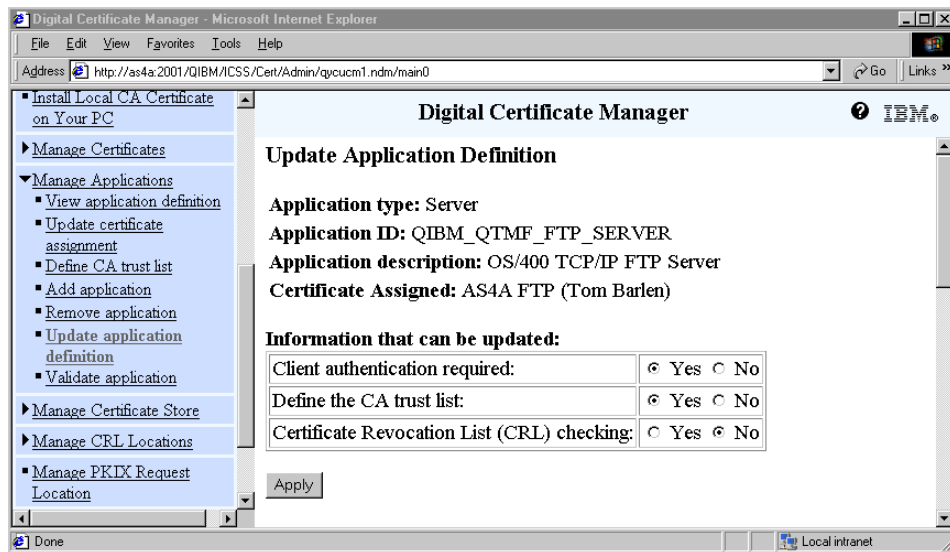 Digital Certificate Manager - Microsoft Internet Explorer
File Edit View Favorites Tools Help
Address http://as4a:2001/QIBM/ICSS/Cert/Admin/qycucm1.ndm/main0 Go Links »
Install Local CA Certificate
on Your PC
Manage Certificates
Manage Applications
View application definition
Update certificate
assignment
Define CA trust list
Add application
Remove application
Update application
definition
Validate application
Manage Certificate Store
Manage CRL Locations
Manage PKIX Request
Location
Digital Certificate Manager
? IBM®
Update Application Definition
Application type: Server
Application ID: QIBM_QTMF_FTP_SERVER
Application description: OS/400 TCP/IP FTP Server
Certificate Assigned: AS4A FTP (Tom Barlen)
Information that can be updated:
Client authentication required: Yes No
Define the CA trust list: Yes No
Certificate Revocation List (CRL) checking: Yes No
Apply
Done
Local intranet